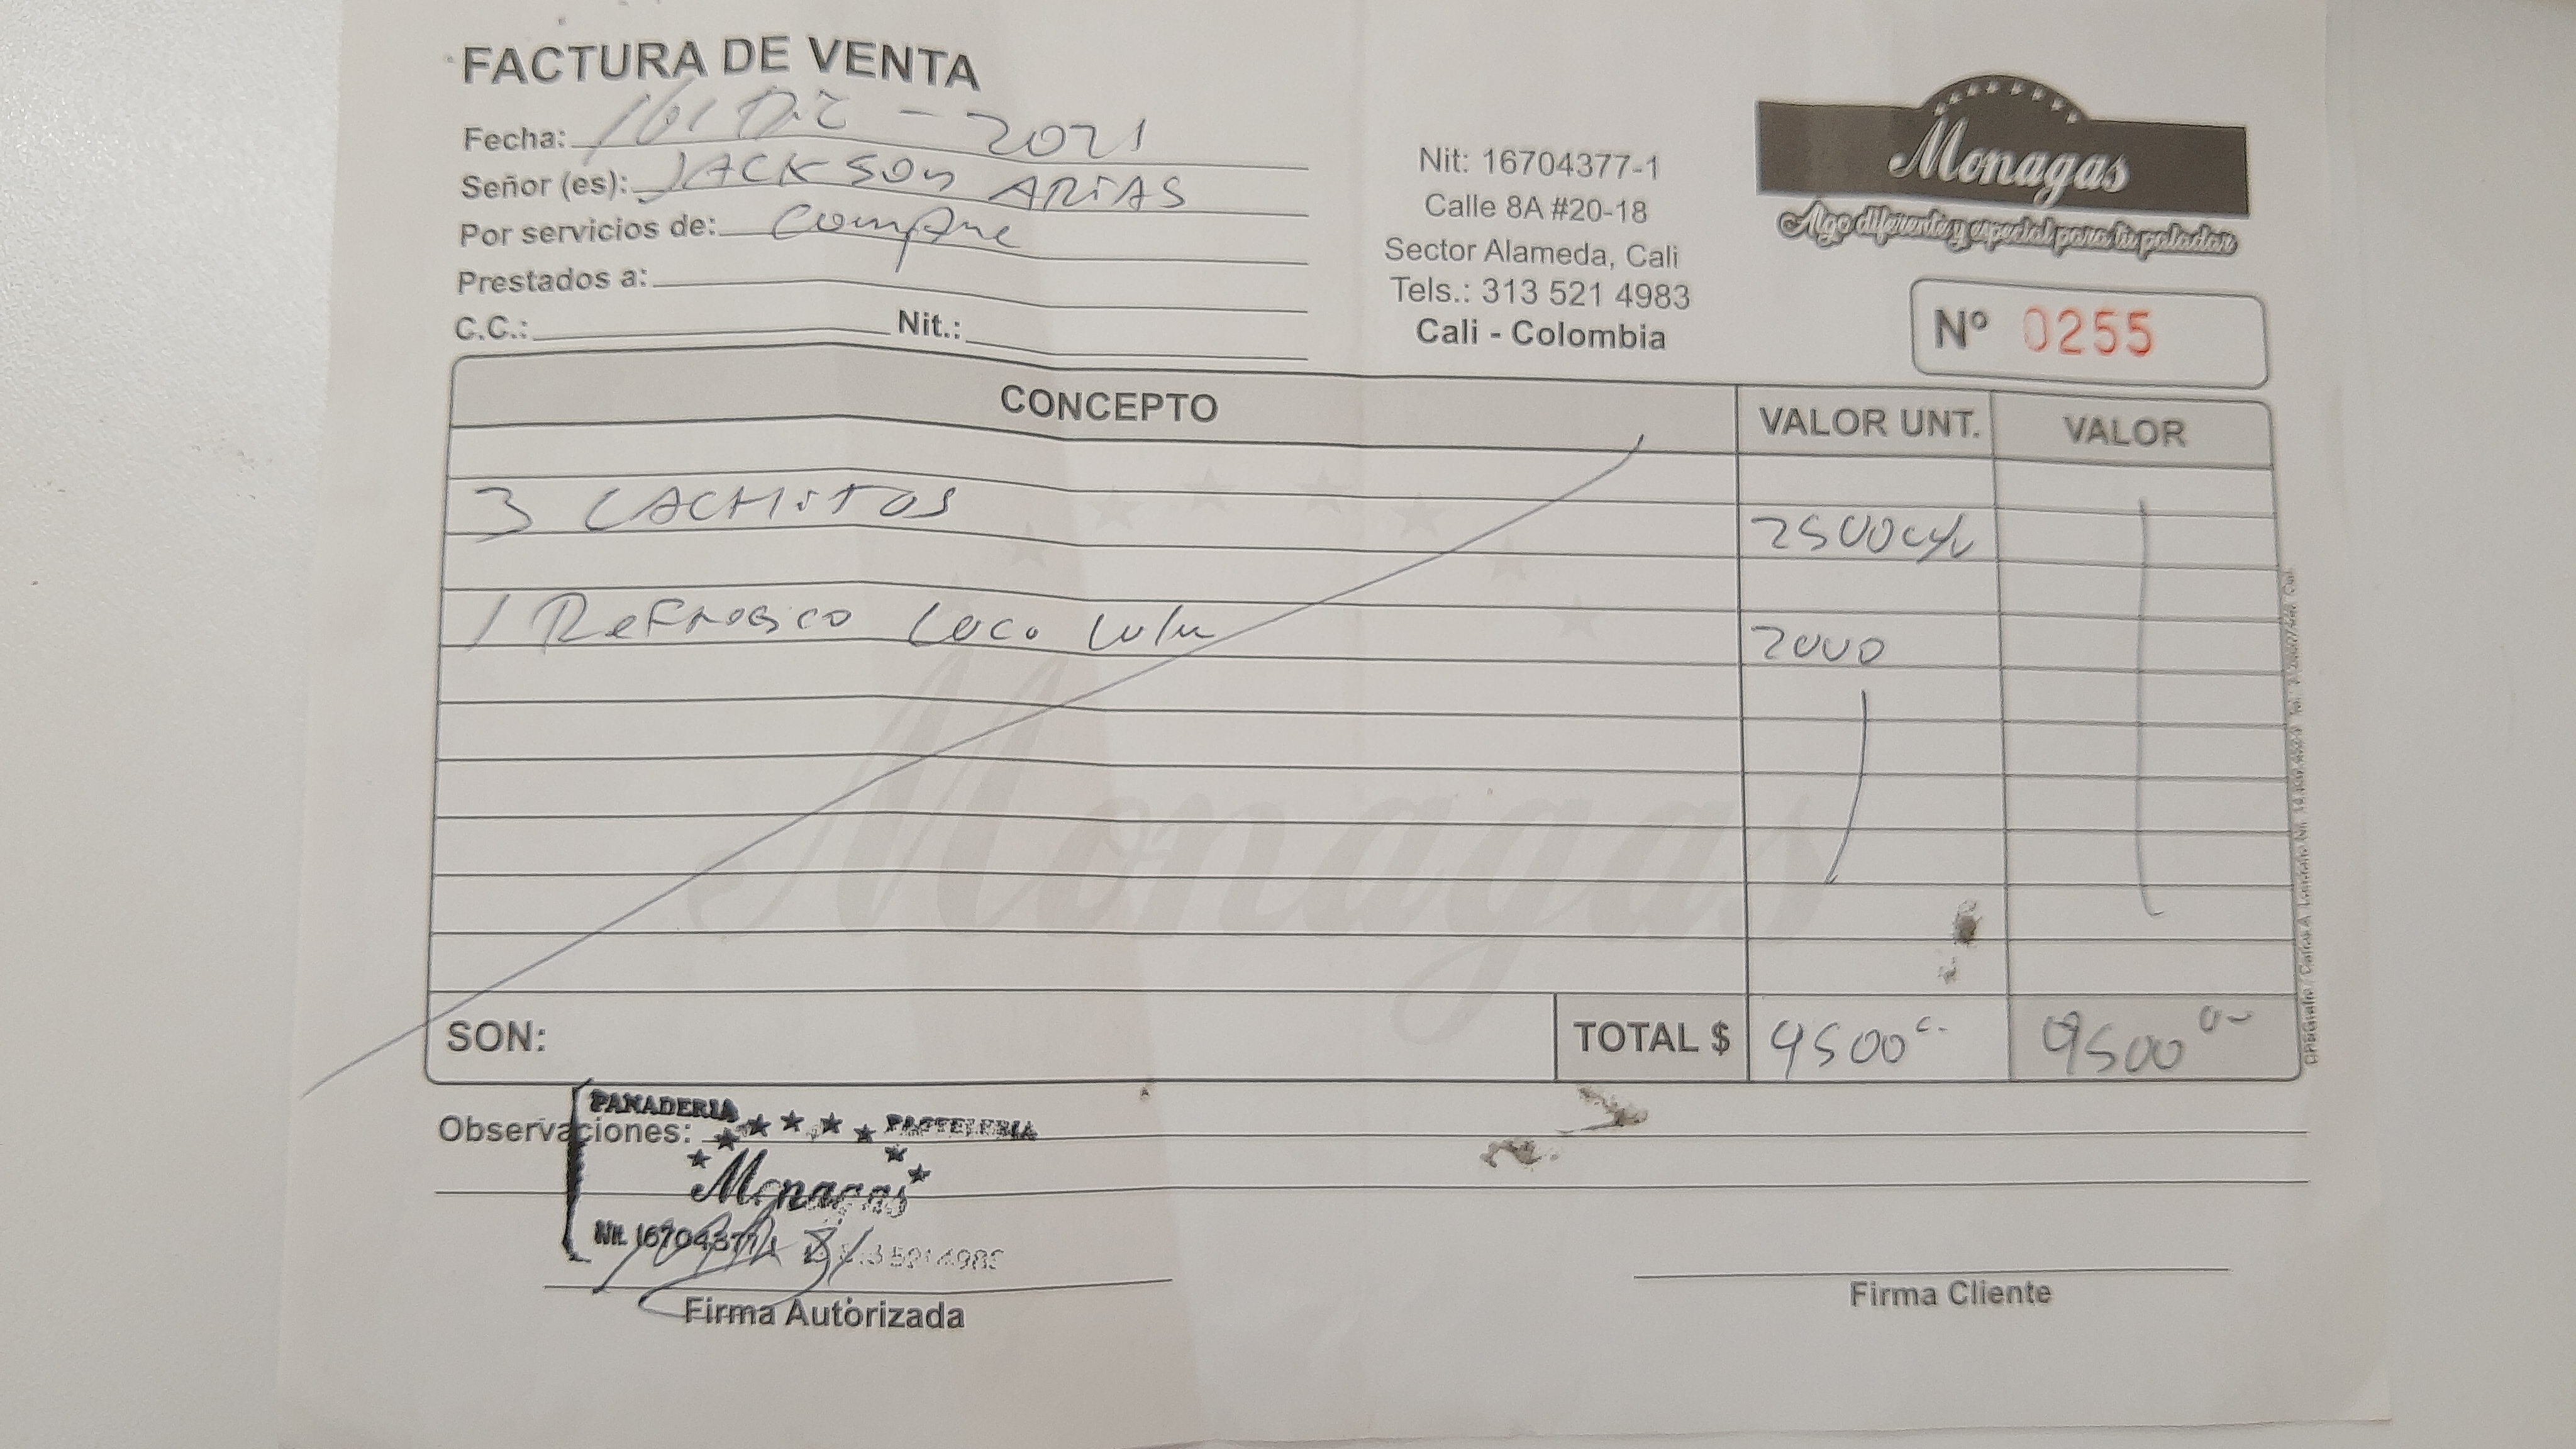 FACTURA DE VENTA
Fecha: 16/ Dic - 2021
Señor (es): JACKSON ARIAS
Por servicios de: Compra
Prestados a:
C.C.: Nit.:
Nit: 16704377-1
Calle 8A #20-18
Sector Alameda, Cali
Tels.: 313 521 4983
Cali - Colombia
Monagas
Algo diferente y especial para tu paladar
Nº 0255
CONCEPTO VALOR UNT. VALOR
3 CACHITOS 2500 c/u
1 Refresco Coco Lulu 2000
Monagas
SON: TOTAL $ 9500 9500
Observaciones:
PANADERIA PASTELERIA
Monagas
Nit. 16704377-1
Firma Autorizada
Firma Cliente